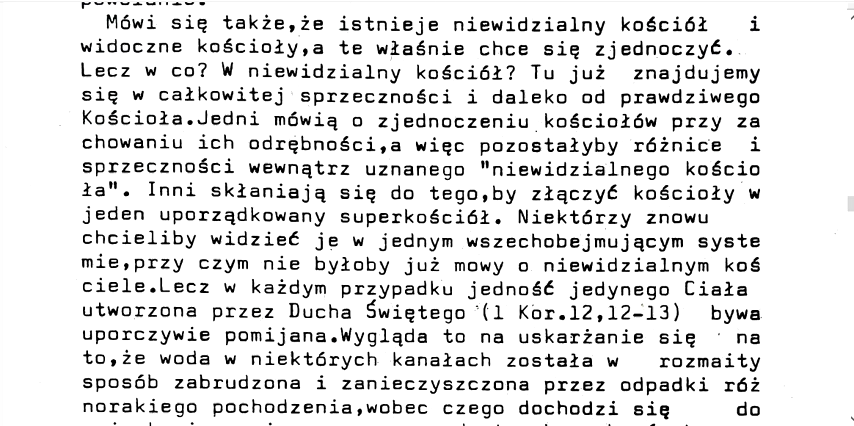 Mówi się także,że istnieje niewidzialny kościół i
widoczne kościoły,a te właśnie chce się zjednoczyć.
Lecz w co? W niewidzialny kościół? Tu już znajdujemy
się w całkowitej sprzeczności i daleko od prawdziwego
Kościoła.Jedni mówią o zjednoczeniu kościołów przy za
chowaniu ich odrębności,a więc pozostałyby różnice i
sprzeczności wewnątrz uznanego "niewidzialnego kościo
ła". Inni skłaniają się do tego,by złączyć kościoły w
jeden uporządkowany superkościół. Niektórzy znowu
chcieliby widzieć je w jednym wszechobejmującym syste
mie,przy czym nie byłoby już mowy o niewidzialnym koś
ciele.Lecz w każdym przypadku jedność jedynego Ciała
utworzona przez Ducha Świętego (1 Kor.12,12-13) bywa
uporczywie pomijana.Wygląda to na uskarżanie się na
to,że woda w niektórych kanałach została w rozmaity
sposób zabrudzona i zanieczyszczona przez odpadki róż
norakiego pochodzenia,wobec czego dochodzi się do